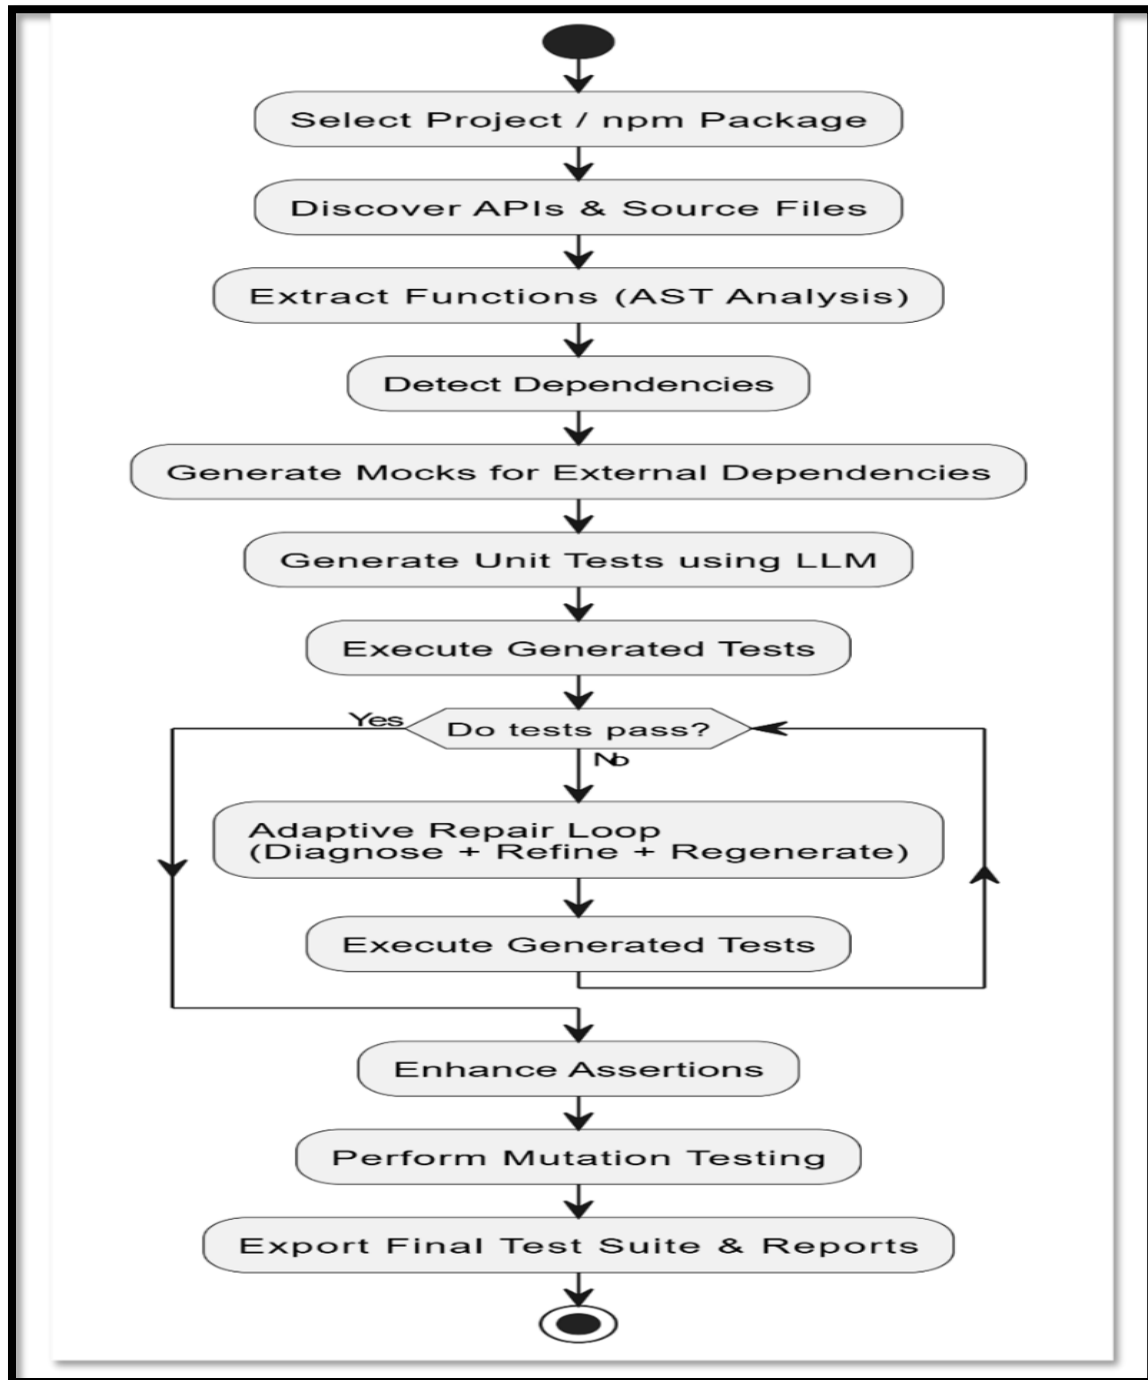 Select Project / npm Package
Discover APIs & Source Files
Extract Functions (AST Analysis)
Detect Dependencies
Generate Mocks for External Dependencies
Generate Unit Tests using LLM
Execute Generated Tests
Yes
Do tests pass?
No
Adaptive Repair Loop
(Diagnose + Refine + Regenerate)
Execute Generated Tests
Enhance Assertions
Perform Mutation Testing
Export Final Test Suite & Reports